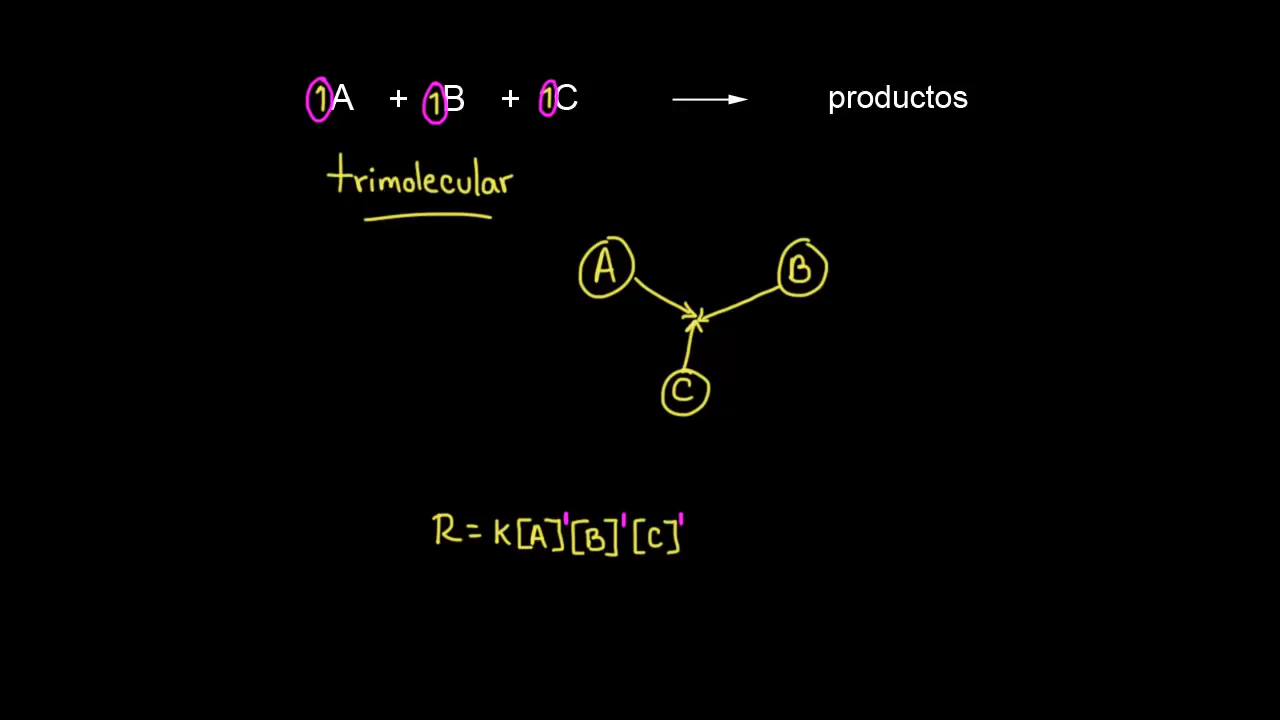 1A + 1B + 1C → productos
trimolecular
A B
C
R = K[A]¹[B]¹[C]¹